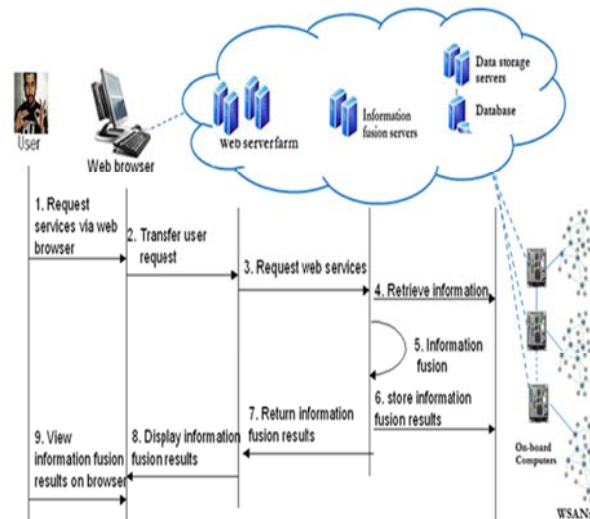 Data storage
servers
Database
Information
fusion servers
Web serverfarm
User
Web browser
1. Request
services via web
browser
2. Transfer user
request
3. Request web services
4. Retrieve information
5. Information
fusion
6. store information
fusion results
7. Return information
fusion results
8. Display information
fusion results
9. View
information fusion
results on browser
On-board
Computers
WSANs